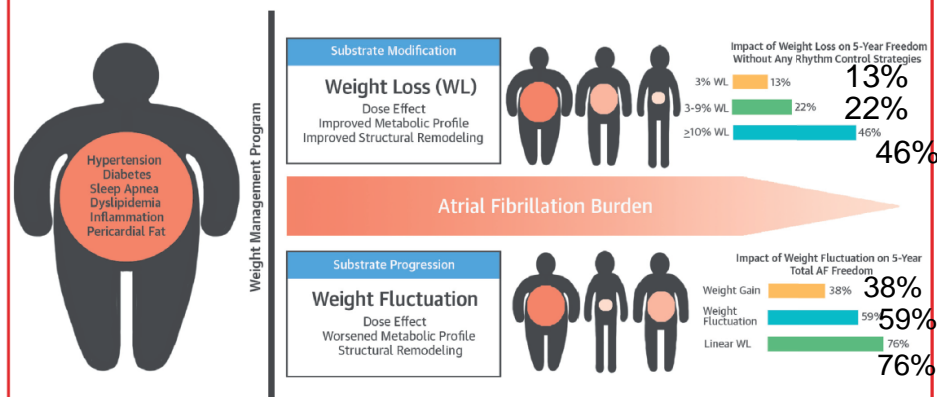 Hypertension
Diabetes
Sleep Apnea
Dyslipidemia
Inflammation
Pericardial Fat
Weight Management Program
Substrate Modification
Weight Loss (WL)
Dose Effect
Improved Metabolic Profile
Improved Structural Remodeling
Impact of Weight Loss on 5-Year Freedom
Without Any Rhythm Control Strategies
3% WL 13% 13%
3-9% WL 22% 22%
≥10% WL 46%
46%
Atrial Fibrillation Burden
Substrate Progression
Weight Fluctuation
Dose Effect
Worsened Metabolic Profile
Structural Remodeling
Impact of Weight Fluctuation on 5-Year
Total AF Freedom
Weight Gain 38% 38%
Weight
Fluctuation 59% 59%
Linear WL 76%
76%